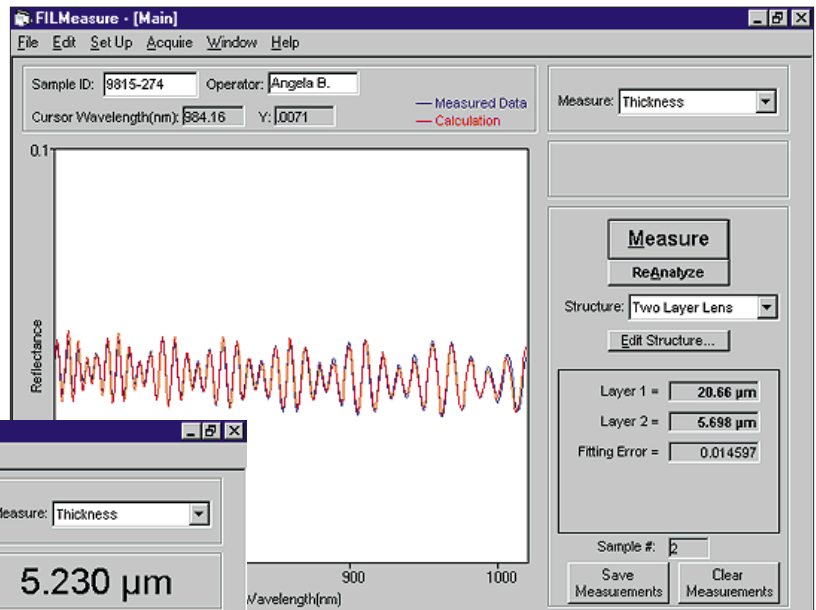 FILMeasure - [Main]
File Edit Set Up Acquire Window Help
Sample ID: 9815-274 Operator: Angela B.
Cursor Wavelength(nm): 984.16 Y: .0071
Measured Data
Calculation
Measure: Thickness
0.1
Reflectance
Measure
ReAnalyze
Structure: Two Layer Lens
Edit Structure...
Layer 1 = 20.66 µm
Layer 2 = 5.698 µm
Fitting Error = 0.014597
Sample #: 2
Save Measurements
Clear Measurements
900 1000
Wavelength(nm)
Measure: Thickness
5.230 µm